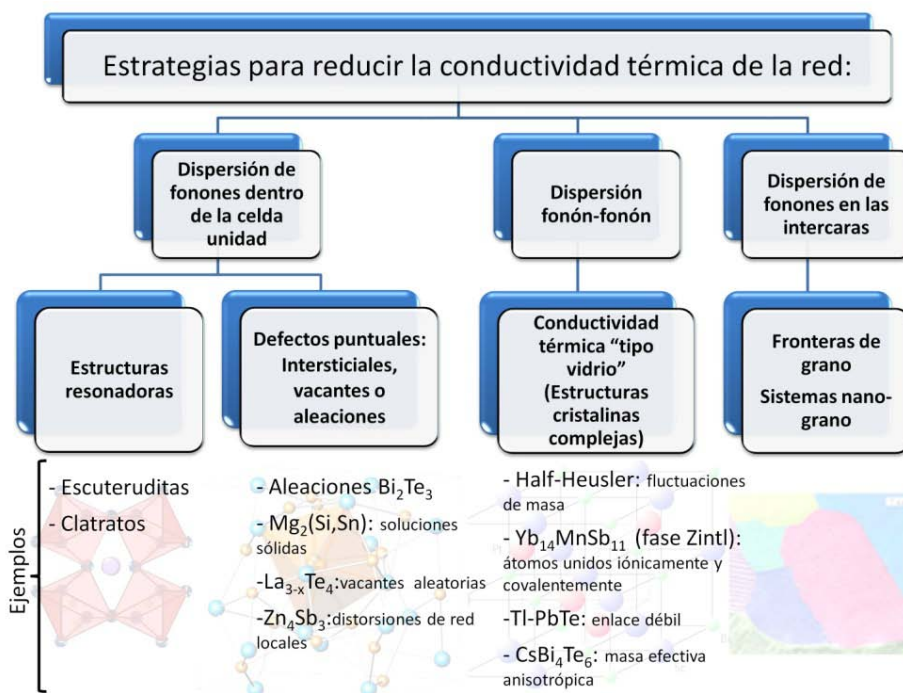 Estrategias para reducir la conductividad térmica de la red:
Dispersión de
fonones dentro
de la celda
unidad
Dispersión
fonón-fonón
Dispersión de
fonones en las
intercaras
Estructuras
resonadoras
Defectos puntuales:
Intersticiales,
vacantes o
aleaciones
Conductividad
térmica “tipo
vidrio”
(Estructuras
cristalinas
complejas)
Fronteras de
grano
Sistemas nano-
grano
Ejemplos
- Escuteruditas
- Clatratos
- Aleaciones Bi₂Te₃
- Mg₂(Si,Sn): soluciones
sólidas
-La₃₋ₓTe₄:vacantes aleatorias
- Zn₄Sb₃:distorsiones de red
locales
- Half-Heusler: fluctuaciones
de masa
- Yb₁₄MnSb₁₁ (fase Zintl):
átomos unidos iónicamente y
covalentemente
-Tl-PbTe: enlace débil
- CsBi₄Te₆: masa efectiva
anisotrópica